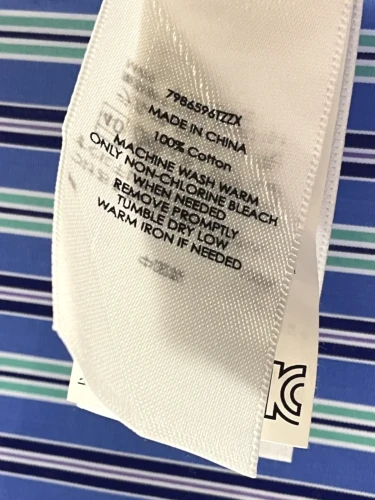 7986596TZZX
MADE IN CHINA
100% Cotton
MACHINE WASH WARM
ONLY NON-CHLORINE BLEACH
WHEN NEEDED
REMOVE PROMPTLY
TUMBLE DRY LOW
WARM IRON IF NEEDED